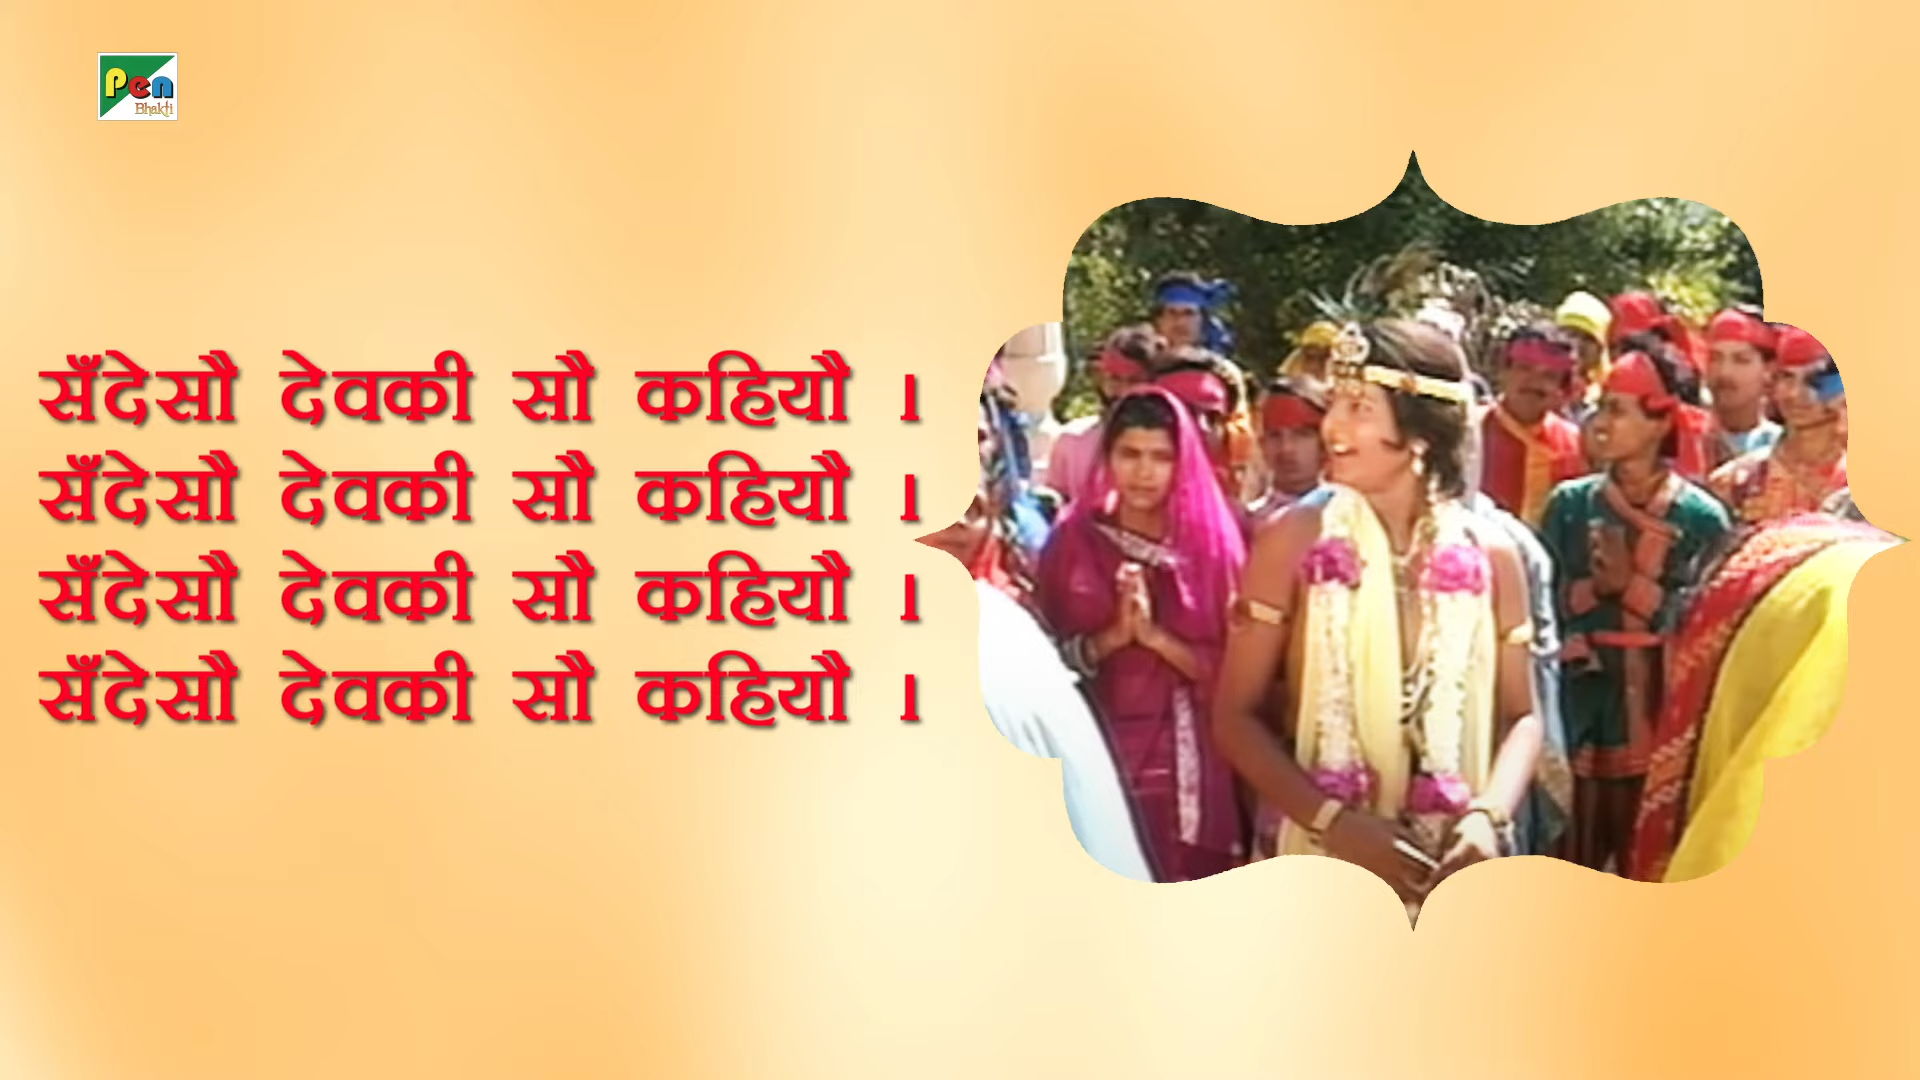 Pen
Bhakti
सँदेसौ देवकी सौ कहियौ ।
सँदेसौ देवकी सौ कहियौ ।
सँदेसौ देवकी सौ कहियौ ।
सँदेसौ देवकी सौ कहियौ ।